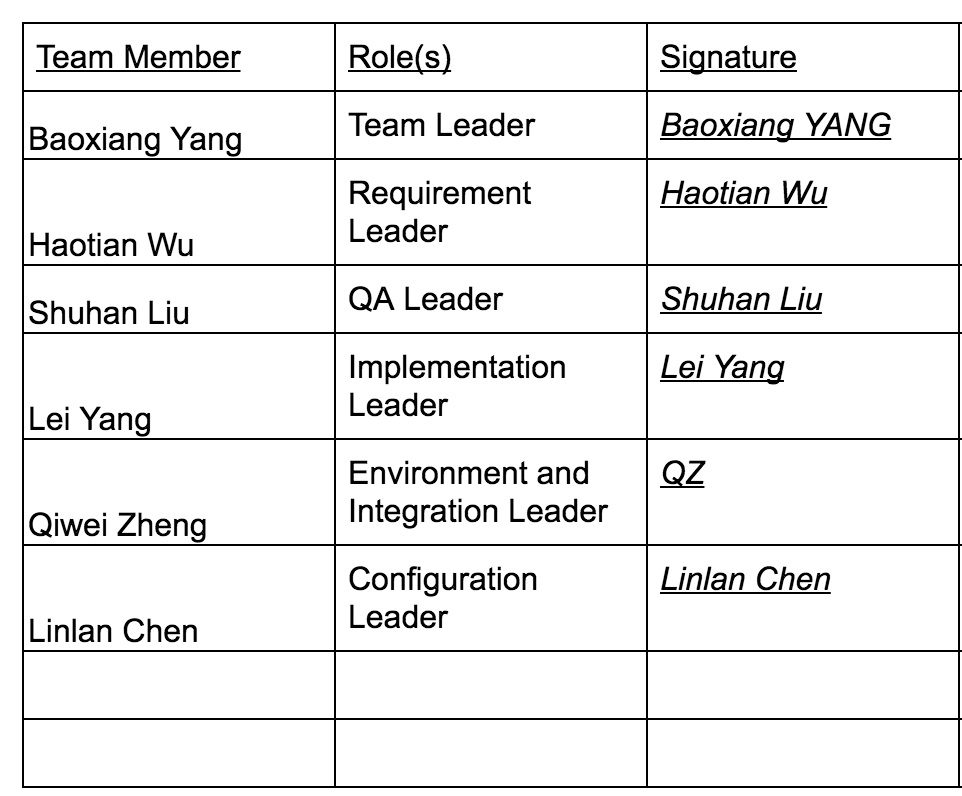 Team Member Role(s) Signature
Baoxiang Yang Team Leader Baoxiang YANG
Haotian Wu Requirement Haotian Wu
Leader
Shuhan Liu QA Leader Shuhan Liu
Lei Yang Implementation Lei Yang
Leader
Qiwei Zheng Environment and QZ
Integration Leader
Linlan Chen Configuration Linlan Chen
Leader